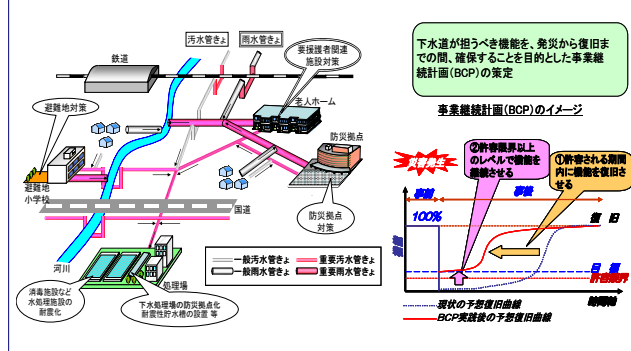 汚水管きょ
雨水管きょ
鉄道
要援護者関連
施設対策
避難地対策
老人ホーム
防災拠点
避難地
小学校
国道
防災拠点
対策
河川
処理場
一般汚水管きょ
重要汚水管きょ
一般雨水管きょ
重要雨水管きょ
消毒施設など
水処理施設の
耐震化
下水処理場の防災拠点化
耐震性貯水槽の設置 等
下水道が担うべき機能を、発災から復旧ま
での間、確保することを目的とした事業継
続計画(BCP)の策定
事業継続計画(BCP)のイメージ
災害発生
②許容限界以上
のレベルで機能を
継続させる
①許容される期間
内に機能を復旧さ
せる
事前
事後
100%
復 旧
機能
目 標
許容限界
時間軸
現状の予想復旧曲線
BCP実践後の予想復旧曲線